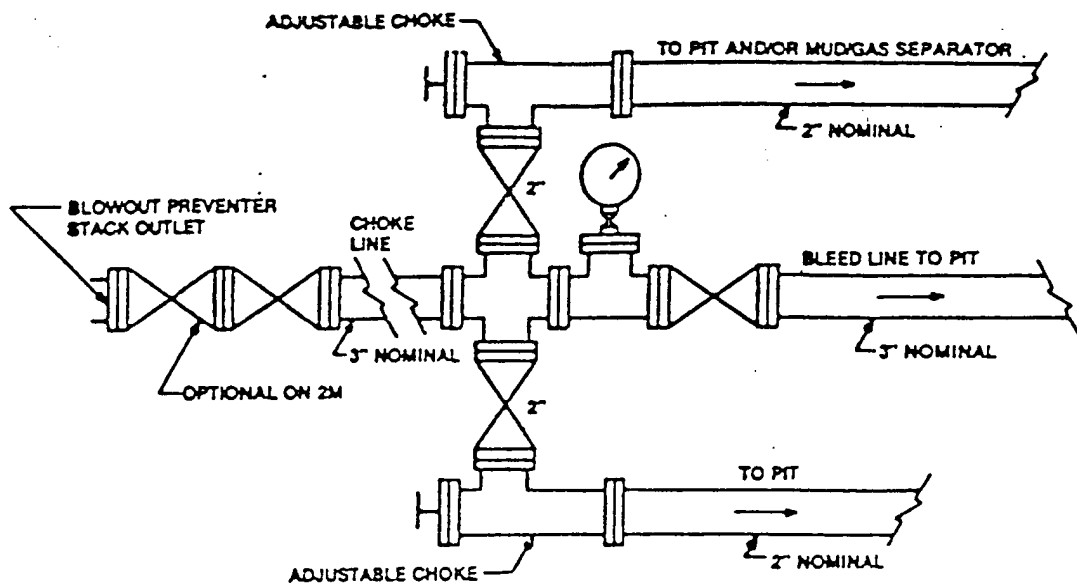 ADJUSTABLE CHOKE
TO PIT AND/OR MUD/GAS SEPARATOR
2" NOMINAL
2"
BLOWOUT PREVENTER
STACK OUTLET
CHOKE
LINE
BLEED LINE TO PIT
3" NOMINAL
3" NOMINAL
OPTIONAL ON 2M
2"
TO PIT
2" NOMINAL
ADJUSTABLE CHOKE